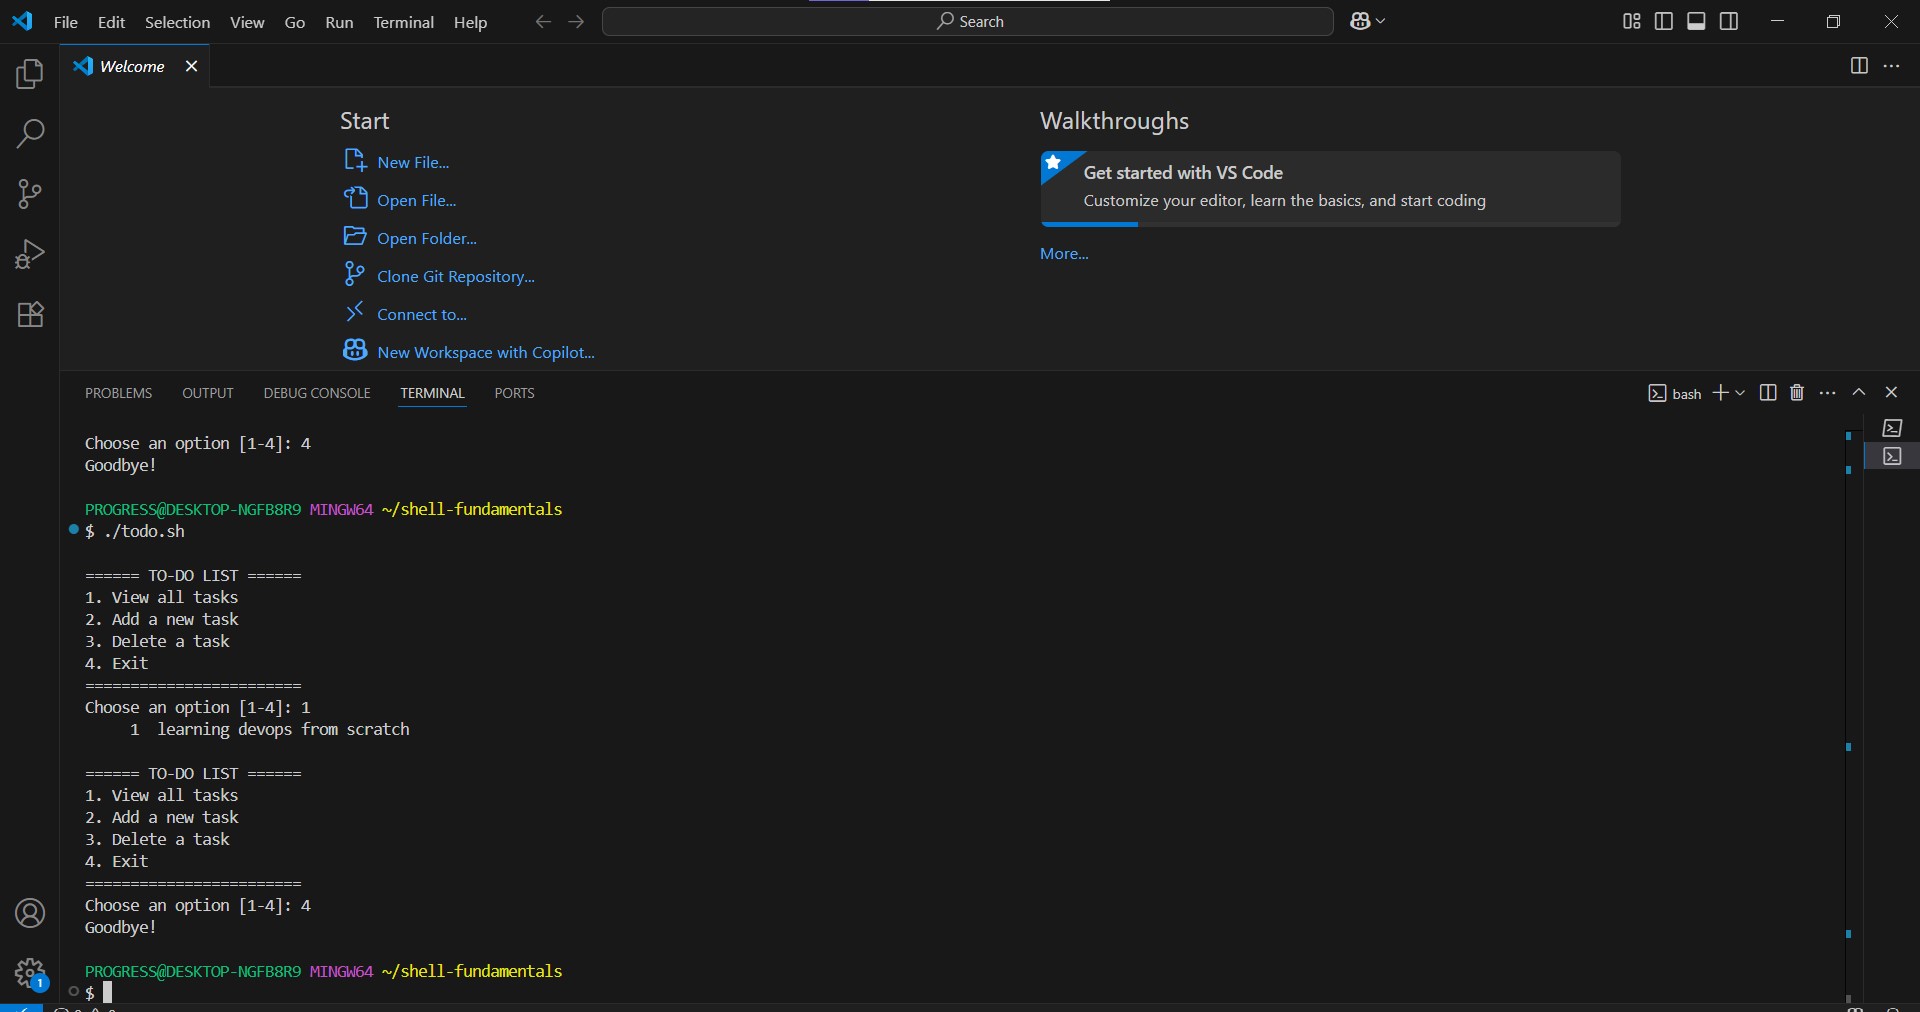 File Edit Selection View Go Run Terminal Help
Search
Welcome
Start
New File...
Open File...
Open Folder...
Clone Git Repository...
Connect to...
New Workspace with Copilot...
Walkthroughs
Get started with VS Code
Customize your editor, learn the basics, and start coding
More...
PROBLEMS OUTPUT DEBUG CONSOLE TERMINAL PORTS
bash
Choose an option [1-4]: 4
Goodbye!
PROGRESS@DESKTOP-NGFB8R9 MINGW64 ~/shell-fundamentals
$ ./todo.sh
====== TO-DO LIST ======
1. View all tasks
2. Add a new task
3. Delete a task
4. Exit
========================
Choose an option [1-4]: 1
1 learning devops from scratch
====== TO-DO LIST ======
1. View all tasks
2. Add a new task
3. Delete a task
4. Exit
========================
Choose an option [1-4]: 4
Goodbye!
PROGRESS@DESKTOP-NGFB8R9 MINGW64 ~/shell-fundamentals
$
1